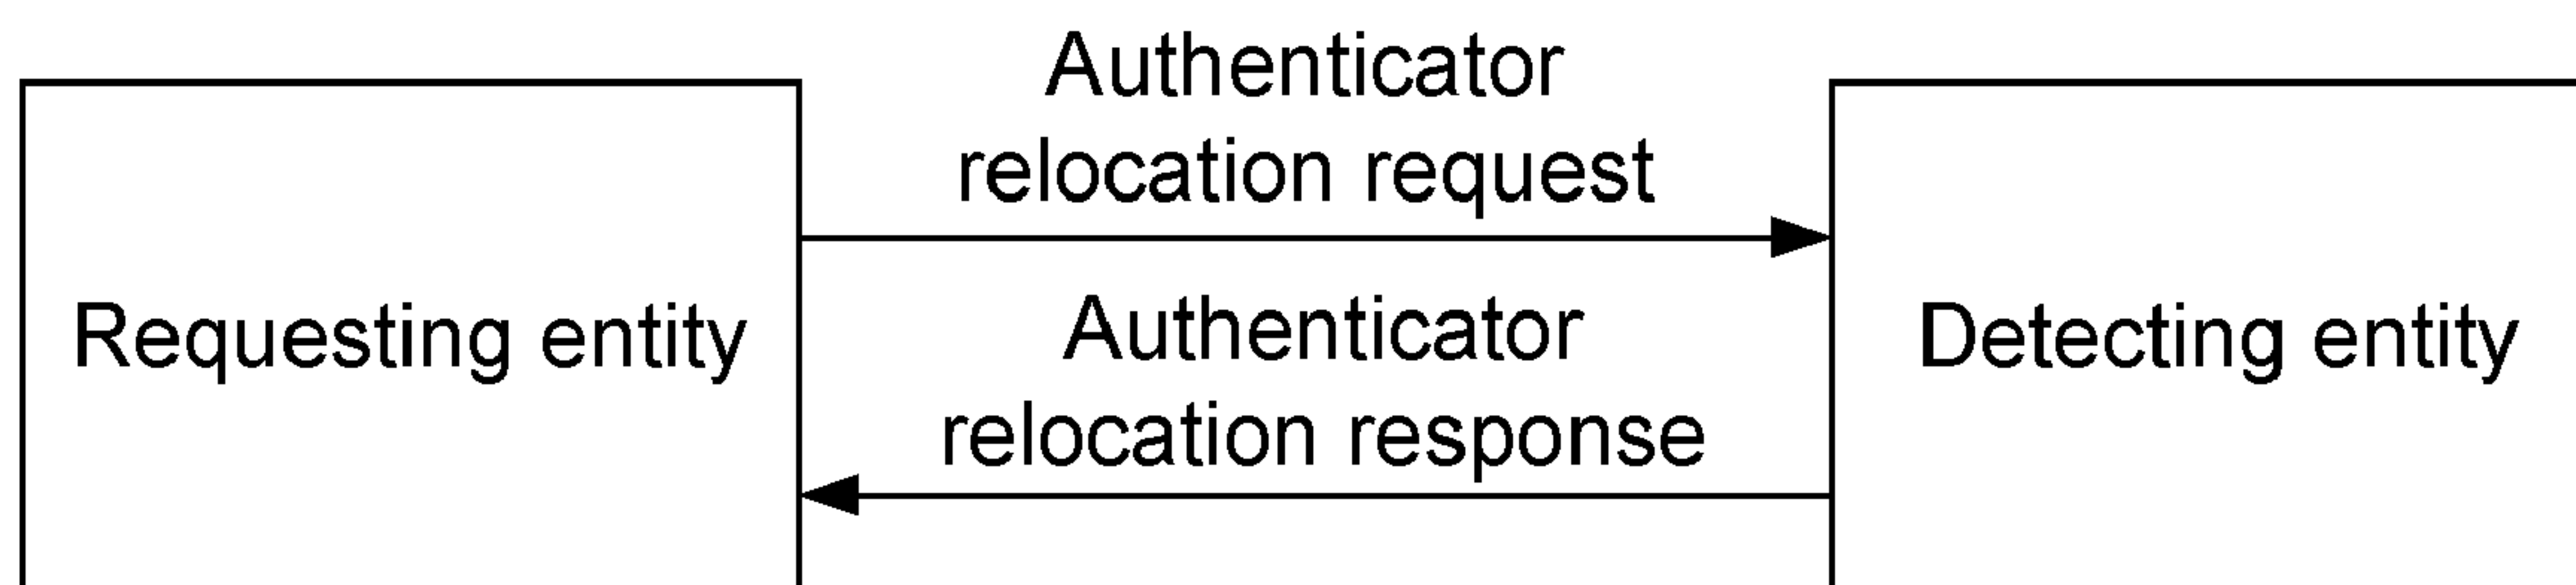 Authenticator
relocation request
Requesting entity
Authenticator
relocation response
Detecting entity